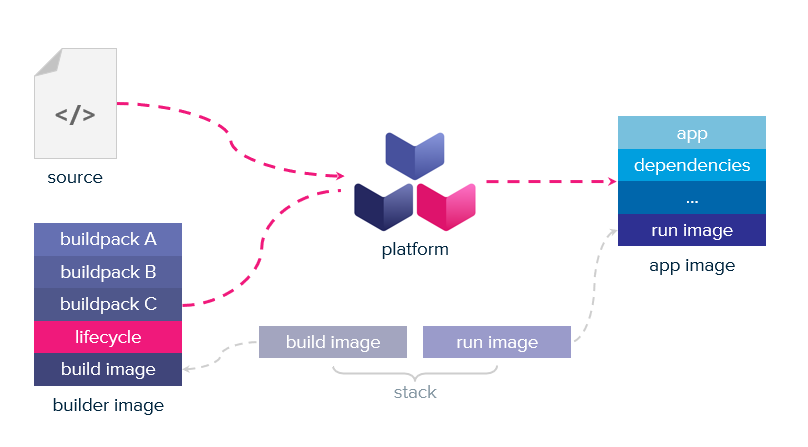 </>
source
buildpack A
buildpack B
buildpack C
lifecycle
build image
builder image
platform
build image
run image
stack
app
dependencies
...
run image
app image